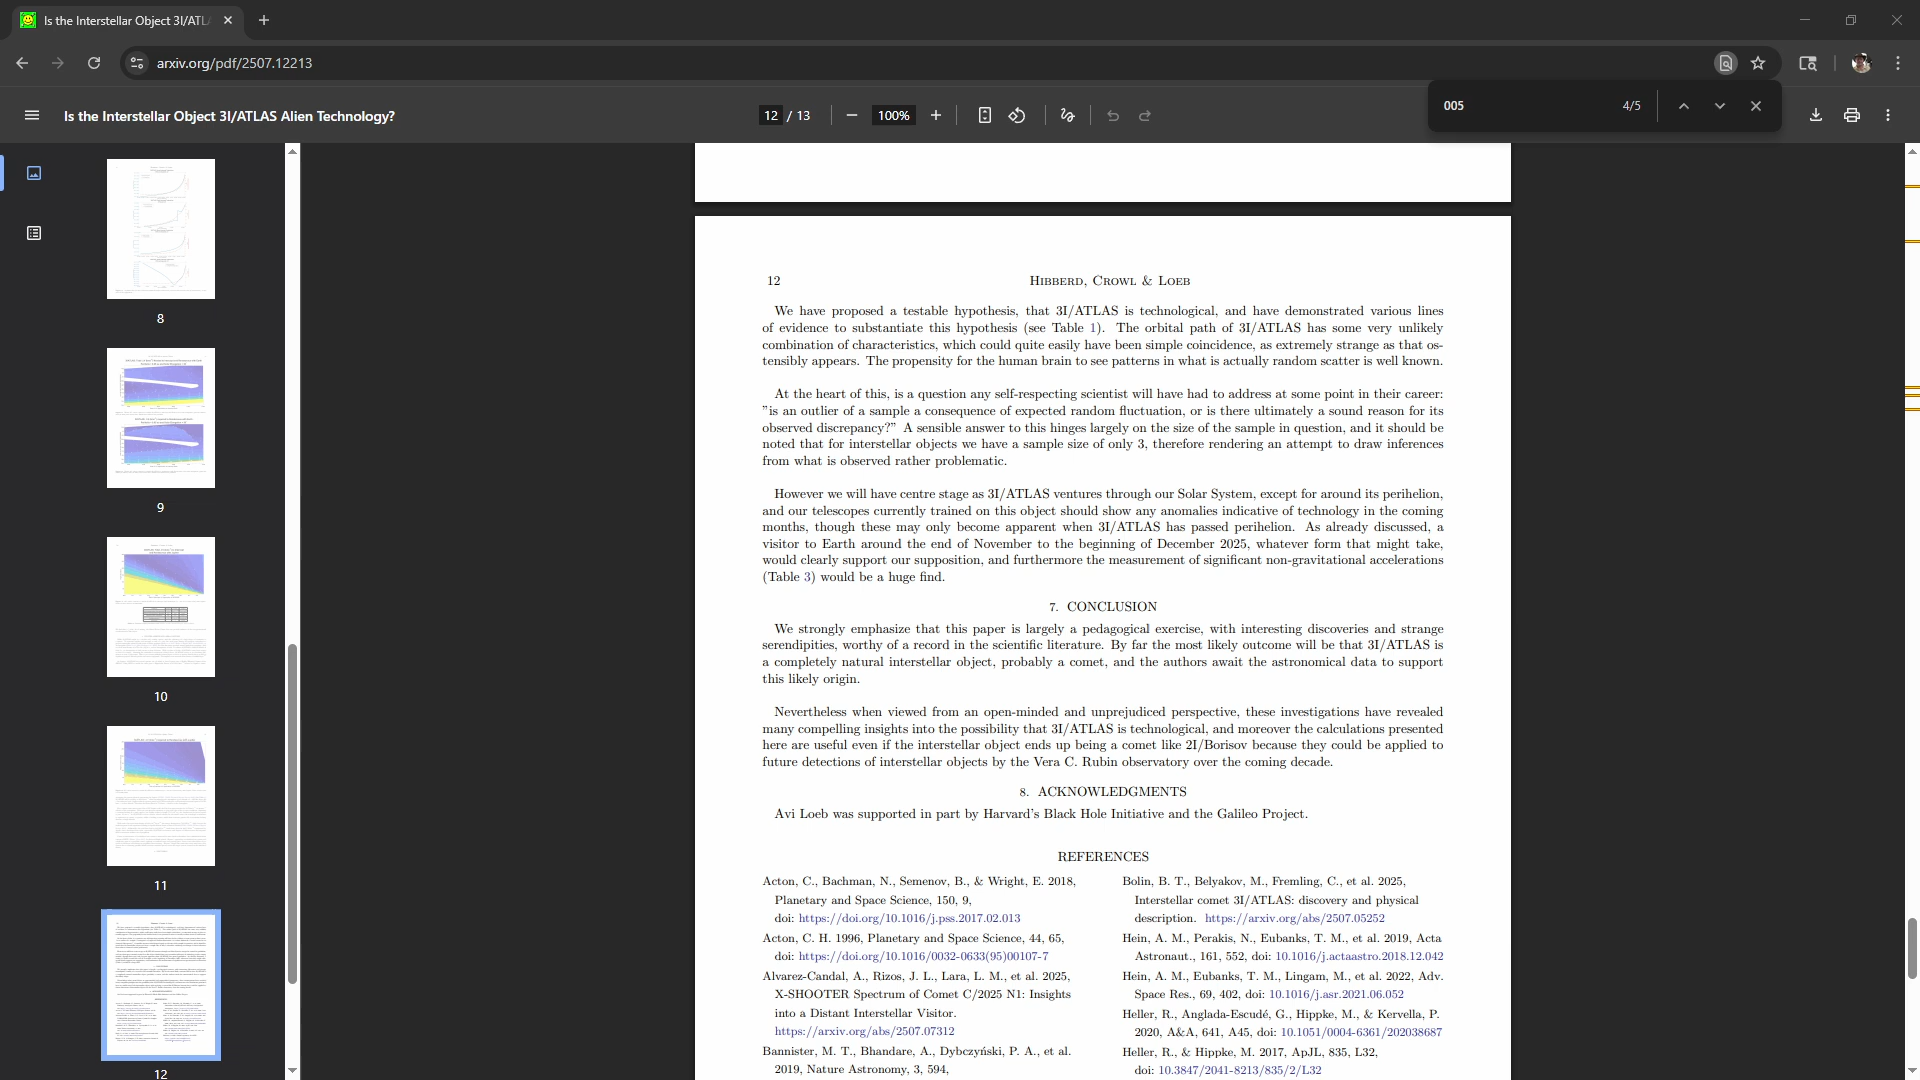 Is the Interstellar Object 3I/ATL
arxiv.org/pdf/2507.12213
Is the Interstellar Object 3I/ATLAS Alien Technology?
12 / 13
100%
005
4/5
8
9
10
11
12
12
Hibberd, Crowl & Loeb
We have proposed a testable hypothesis, that 3I/ATLAS is technological, and have demonstrated various lines
of evidence to substantiate this hypothesis (see Table 1). The orbital path of 3I/ATLAS has some very unlikely
combination of characteristics, which could quite easily have been simple coincidence, as extremely strange as that os-
tensibly appears. The propensity for the human brain to see patterns in what is actually random scatter is well known.
At the heart of this, is a question any self-respecting scientist will have had to address at some point in their career:
"is an outlier of a sample a consequence of expected random fluctuation, or is there ultimately a sound reason for its
observed discrepancy?" A sensible answer to this hinges largely on the size of the sample in question, and it should be
noted that for interstellar objects we have a sample size of only 3, therefore rendering an attempt to draw inferences
from what is observed rather problematic.
However we will have centre stage as 3I/ATLAS ventures through our Solar System, except for around its perihelion,
and our telescopes currently trained on this object should show any anomalies indicative of technology in the coming
months, though these may only become apparent when 3I/ATLAS has passed perihelion. As already discussed, a
visitor to Earth around the end of November to the beginning of December 2025, whatever form that might take,
would clearly support our supposition, and furthermore the measurement of significant non-gravitational accelerations
(Table 3) would be a huge find.
7. CONCLUSION
We strongly emphasize that this paper is largely a pedagogical exercise, with interesting discoveries and strange
serendipities, worthy of a record in the scientific literature. By far the most likely outcome will be that 3I/ATLAS is
a completely natural interstellar object, probably a comet, and the authors await the astronomical data to support
this likely origin.
Nevertheless when viewed from an open-minded and unprejudiced perspective, these investigations have revealed
many compelling insights into the possibility that 3I/ATLAS is technological, and moreover the calculations presented
here are useful even if the interstellar object ends up being a comet like 2I/Borisov because they could be applied to
future detections of interstellar objects by the Vera C. Rubin observatory over the coming decade.
8. ACKNOWLEDGMENTS
Avi Loeb was supported in part by Harvard's Black Hole Initiative and the Galileo Project.
REFERENCES
Acton, C., Bachman, N., Semenov, B., & Wright, E. 2018,
Planetary and Space Science, 150, 9,
doi: https://doi.org/10.1016/j.pss.2017.02.013
Acton, C. H. 1996, Planetary and Space Science, 44, 65,
doi: https://doi.org/10.1016/0032-0633(95)00107-7
Alvarez-Candal, A., Rizos, J. L., Lara, L. M., et al. 2025,
X-SHOOTER Spectrum of Comet C/2025 N1: Insights
into a Distant Interstellar Visitor.
https://arxiv.org/abs/2507.07312
Bannister, M. T., Bhandare, A., Dybczyński, P. A., et al.
2019, Nature Astronomy, 3, 594,
Bolin, B. T., Belyakov, M., Fremling, C., et al. 2025,
Interstellar comet 3I/ATLAS: discovery and physical
description. https://arxiv.org/abs/2507.05252
Hein, A. M., Perakis, N., Eubanks, T. M., et al. 2019, Acta
Astronaut., 161, 552, doi: 10.1016/j.actaastro.2018.12.042
Hein, A. M., Eubanks, T. M., Lingam, M., et al. 2022, Adv.
Space Res., 69, 402, doi: 10.1016/j.asr.2021.06.052
Heller, R., Anglada-Escudé, G., Hippke, M., & Kervella, P.
2020, A&A, 641, A45, doi: 10.1051/0004-6361/202038687
Heller, R., & Hippke, M. 2017, ApJL, 835, L32,
doi: 10.3847/2041-8213/835/2/L32